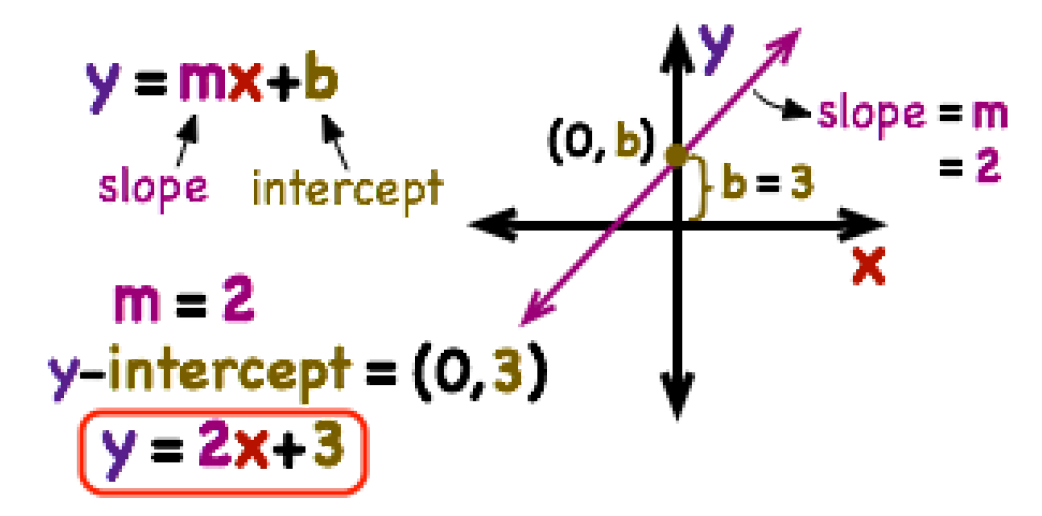 y = mx+b
slope
intercept
m = 2
y-intercept = (0,3)
y = 2x+3
y
(0, b)
slope = m
= 2
b = 3
x